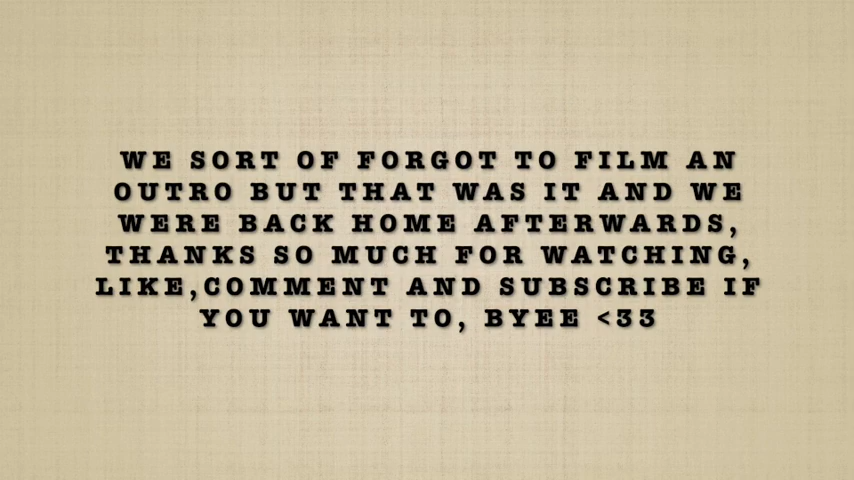 WE SORT OF FORGOT TO FILM AN
OUTRO BUT THAT WAS IT AND WE
WERE BACK HOME AFTERWARDS,
THANKS SO MUCH FOR WATCHING,
LIKE,COMMENT AND SUBSCRIBE IF
YOU WANT TO, BYEE <33